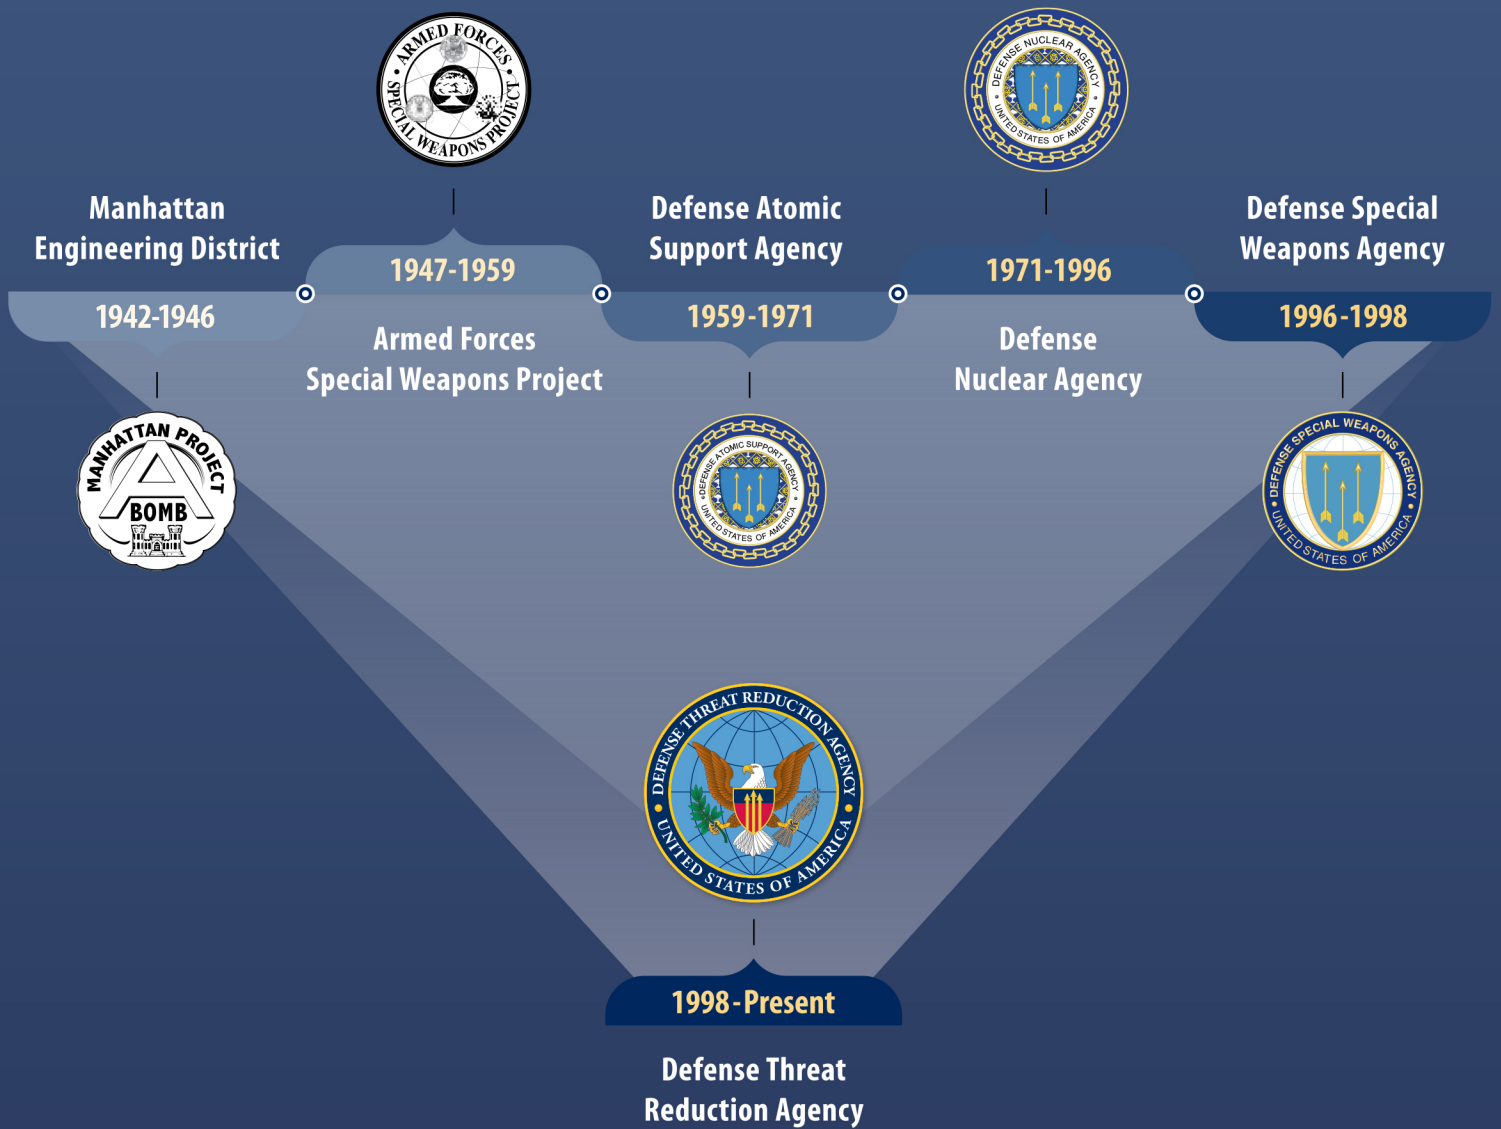 ARMED FORCES
SPECIAL WEAPONS PROJECT
DEFENSE NUCLEAR AGENCY
UNITED STATES OF AMERICA
Manhattan
Engineering District
1942-1946
MANHATTAN PROJECT
A
BOMB
1947-1959
Armed Forces
Special Weapons Project
Defense Atomic
Support Agency
1959-1971
DEFENSE ATOMIC SUPPORT AGENCY
UNITED STATES OF AMERICA
1971-1996
Defense
Nuclear Agency
Defense Special
Weapons Agency
1996-1998
DEFENSE SPECIAL WEAPONS AGENCY
UNITED STATES OF AMERICA
DEFENSE THREAT REDUCTION AGENCY
UNITED STATES OF AMERICA
1998-Present
Defense Threat
Reduction Agency